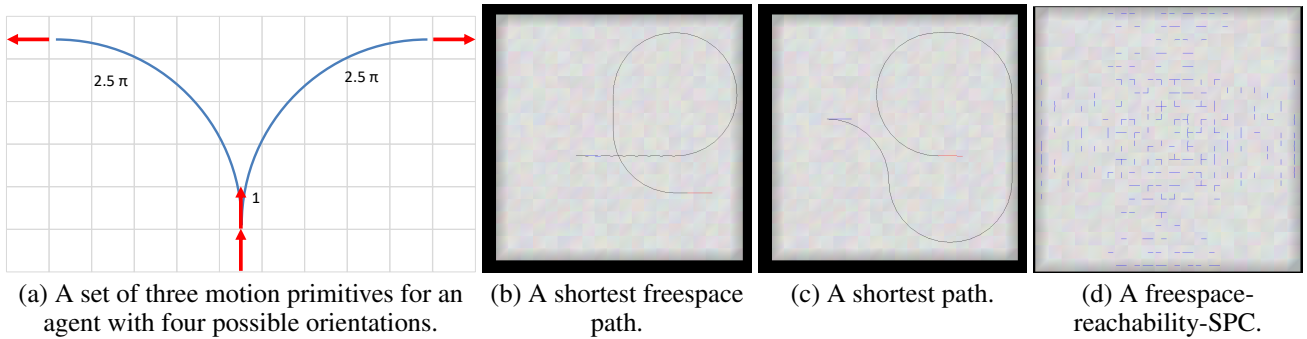 2.5 π
2.5 π
1
(a) A set of three motion primitives for an
agent with four possible orientations.
(b) A shortest freespace
path.
(c) A shortest path.
(d) A freespace-
reachability-SPC.